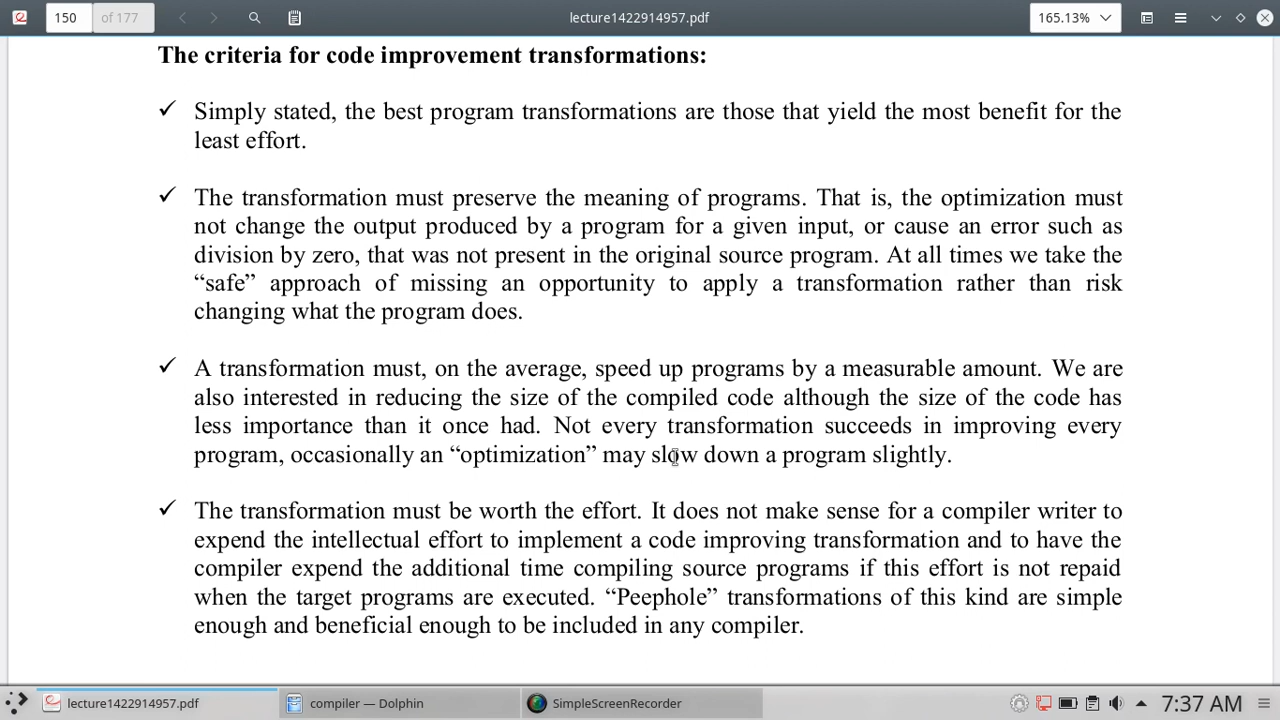 150 of 177 lecture1422914957.pdf 165.13%
The criteria for code improvement transformations:
✓ Simply stated, the best program transformations are those that yield the most benefit for the
least effort.
✓ The transformation must preserve the meaning of programs. That is, the optimization must
not change the output produced by a program for a given input, or cause an error such as
division by zero, that was not present in the original source program. At all times we take the
“safe” approach of missing an opportunity to apply a transformation rather than risk
changing what the program does.
✓ A transformation must, on the average, speed up programs by a measurable amount. We are
also interested in reducing the size of the compiled code although the size of the code has
less importance than it once had. Not every transformation succeeds in improving every
program, occasionally an “optimization” may slow down a program slightly.
✓ The transformation must be worth the effort. It does not make sense for a compiler writer to
expend the intellectual effort to implement a code improving transformation and to have the
compiler expend the additional time compiling source programs if this effort is not repaid
when the target programs are executed. “Peephole” transformations of this kind are simple
enough and beneficial enough to be included in any compiler.
lecture1422914957.pdf compiler — Dolphin SimpleScreenRecorder 7:37 AM